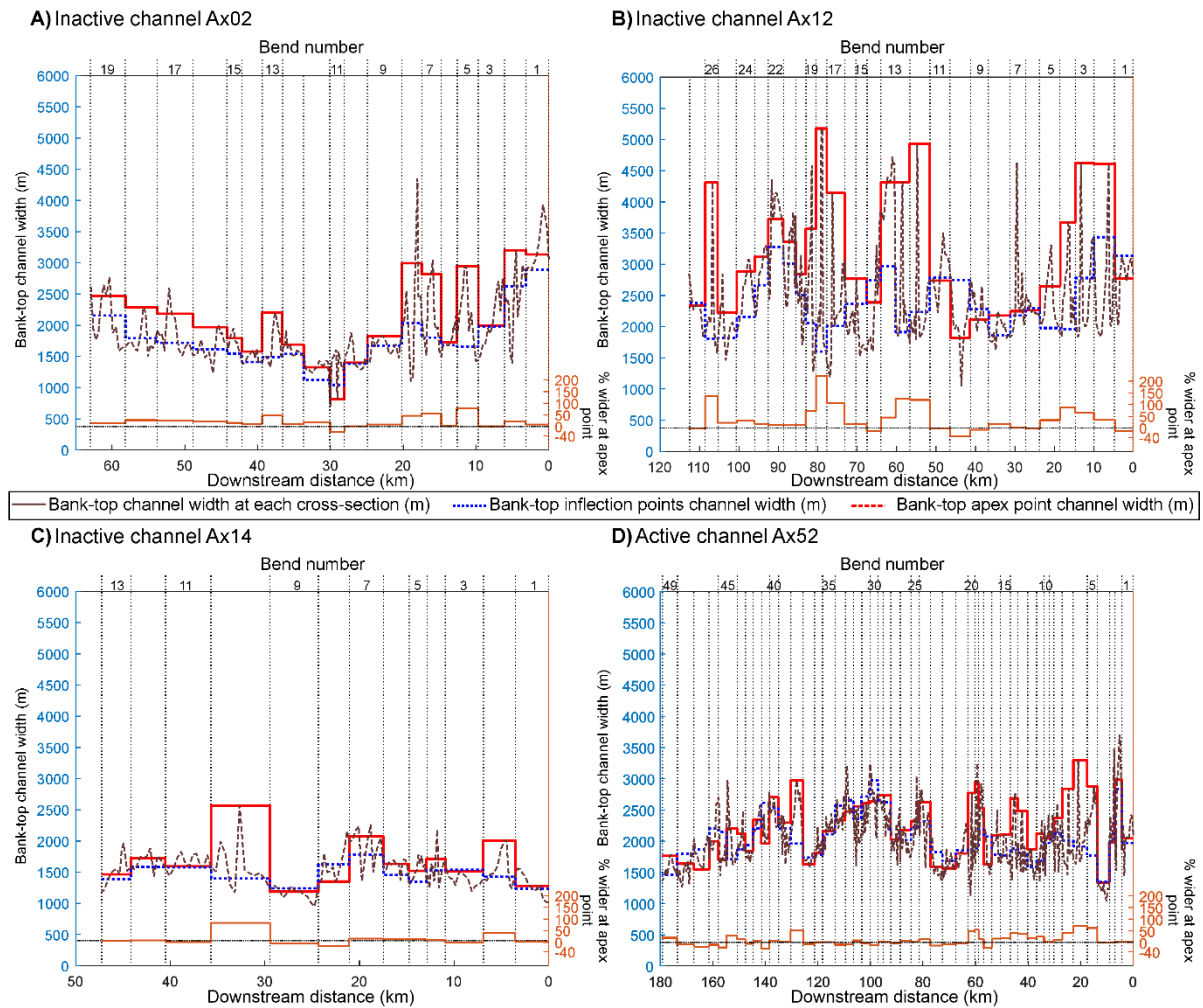 A) Inactive channel Ax02
Bend number
19 17 15 13 11 9 7 5 3 1
6000
5500
5000
4500
4000
3500
3000
2500
2000
1500
1000
500
0
Bank-top channel width (m)
200
150
100
50
0
-40
% wider at apex
point
60 50 40 30 20 10 0
Downstream distance (km)
B) Inactive channel Ax12
Bend number
26 24 22 19 17 15 13 11 9 7 5 3 1
6000
5500
5000
4500
4000
3500
3000
2500
2000
1500
1000
500
0
Bank-top channel width (m)
200
150
100
50
0
-40
% wider at apex
point
120 110 100 90 80 70 60 50 40 30 20 10 0
Downstream distance (km)
Bank-top channel width at each cross-section (m) Bank-top inflection points channel width (m) Bank-top apex point channel width (m)
C) Inactive channel Ax14
Bend number
13 11 9 7 5 3 1
6000
5500
5000
4500
4000
3500
3000
2500
2000
1500
1000
500
0
Bank-top channel width (m)
200
150
100
50
0
-40
% wider at apex
point
50 40 30 20 10 0
Downstream distance (km)
D) Active channel Ax52
Bend number
49 45 40 35 30 25 20 15 10 5 1
6000
5500
5000
4500
4000
3500
3000
2500
2000
1500
1000
500
0
Bank-top channel width (m)
200
150
100
50
0
-40
% wider at apex
point
180 160 140 120 100 80 60 40 20 0
Downstream distance (km)